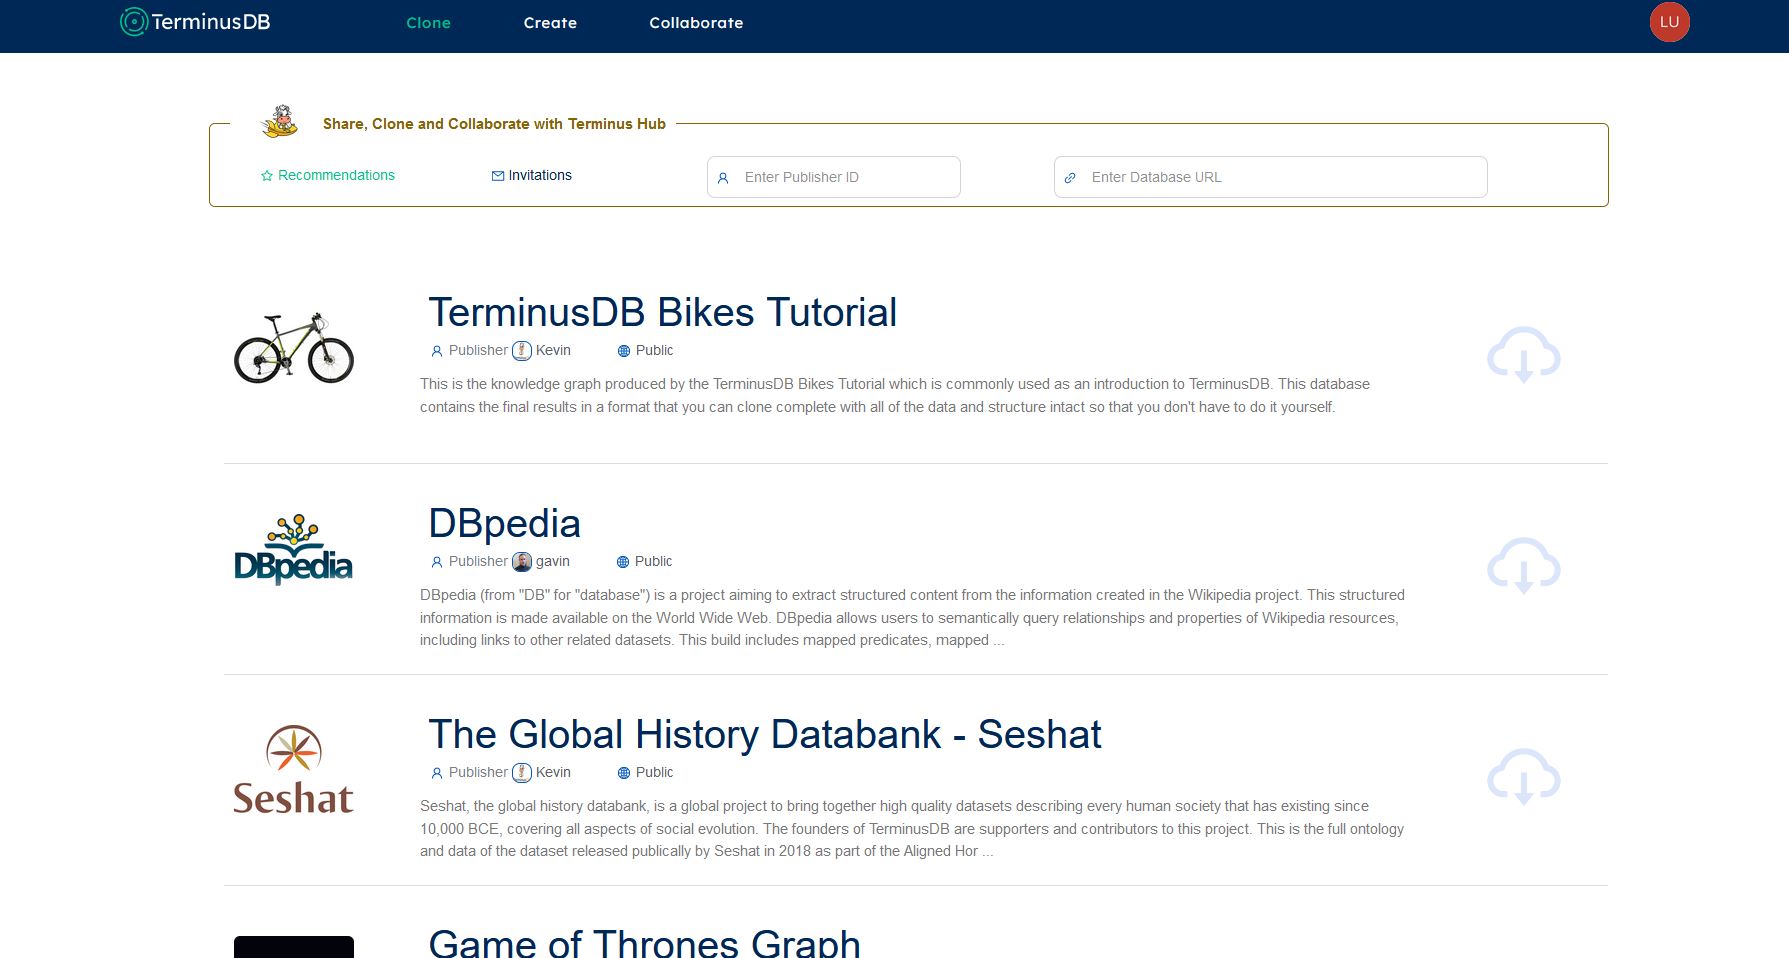 TerminusDB Clone Create Collaborate LU
Share, Clone and Collaborate with Terminus Hub
Recommendations Invitations Enter Publisher ID Enter Database URL
TerminusDB Bikes Tutorial
Publisher Kevin Public
This is the knowledge graph produced by the TerminusDB Bikes Tutorial which is commonly used as an introduction to TerminusDB. This database
contains the final results in a format that you can clone complete with all of the data and structure intact so that you don't have to do it yourself.
DBpedia
DBpedia
Publisher gavin Public
DBpedia (from "DB" for "database") is a project aiming to extract structured content from the information created in the Wikipedia project. This structured
information is made available on the World Wide Web. DBpedia allows users to semantically query relationships and properties of Wikipedia resources,
including links to other related datasets. This build includes mapped predicates, mapped ...
Seshat
The Global History Databank - Seshat
Publisher Kevin Public
Seshat, the global history databank, is a global project to bring together high quality datasets describing every human society that has existing since
10,000 BCE, covering all aspects of social evolution. The founders of TerminusDB are supporters and contributors to this project. This is the full ontology
and data of the dataset released publically by Seshat in 2018 as part of the Aligned Hor ...
Game of Thrones Graph